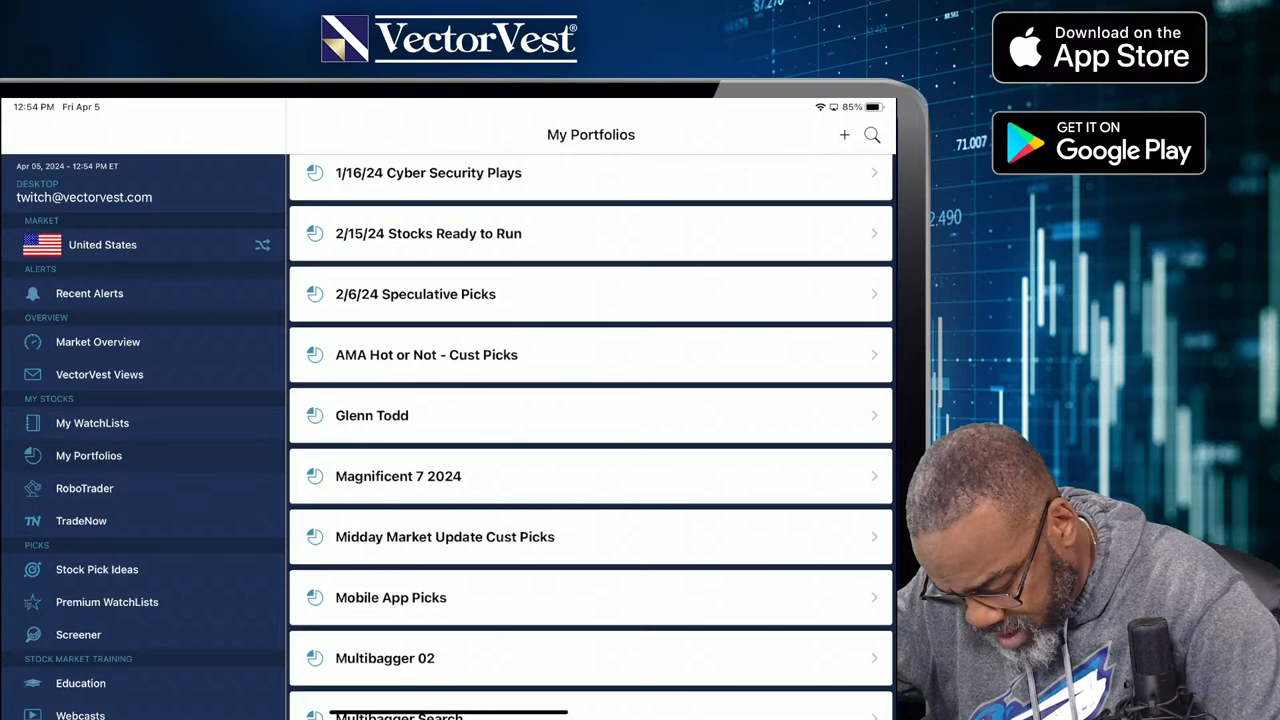 VectorVest®
Download on the
App Store
GET IT ON
Google Play
12:54 PM Fri Apr 5
85%
My Portfolios
Apr 05, 2024 - 12:54 PM ET
DESKTOP
twitch@vectorvest.com
MARKET
United States
ALERTS
Recent Alerts
OVERVIEW
Market Overview
VectorVest Views
MY STOCKS
My WatchLists
My Portfolios
RoboTrader
TN TradeNow
PICKS
Stock Pick Ideas
Premium WatchLists
Screener
STOCK MARKET TRAINING
Education
Webcasts
1/16/24 Cyber Security Plays
2/15/24 Stocks Ready to Run
2/6/24 Speculative Picks
AMA Hot or Not - Cust Picks
Glenn Todd
Magnificent 7 2024
Midday Market Update Cust Picks
Mobile App Picks
Multibagger 02
Multibagger Search
87.270
71.007
2.490